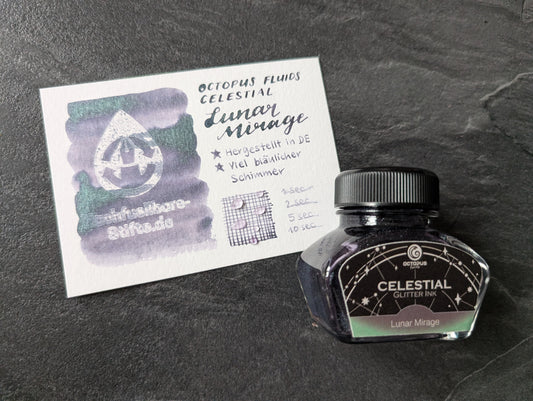 OCTOPUS FLUIDS
CELESTIAL
Lunar
Mirage
★ Hergestellt in DE
★ Viel bläulicher
Schimmer
1 sec
2 sec
5 sec
10 sec
Stifte.de
OCTOPUS
CELESTIAL
GLITTER INK
Lunar Mirage